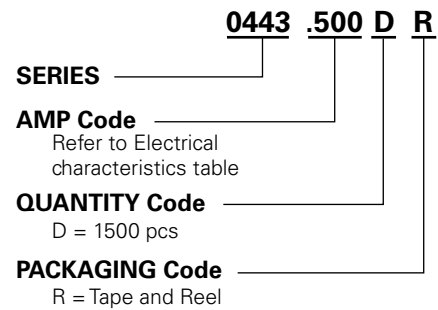 0443 .500 D R
SERIES
AMP Code
Refer to Electrical
characteristics table
QUANTITY Code
D = 1500 pcs
PACKAGING Code
R = Tape and Reel